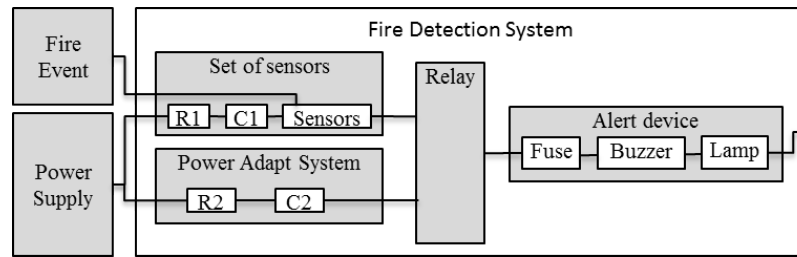 Fire Detection System
Fire
Event
Set of sensors
R1 C1 Sensors
Relay
Power
Supply
Power Adapt System
R2 C2
Alert device
Fuse Buzzer Lamp